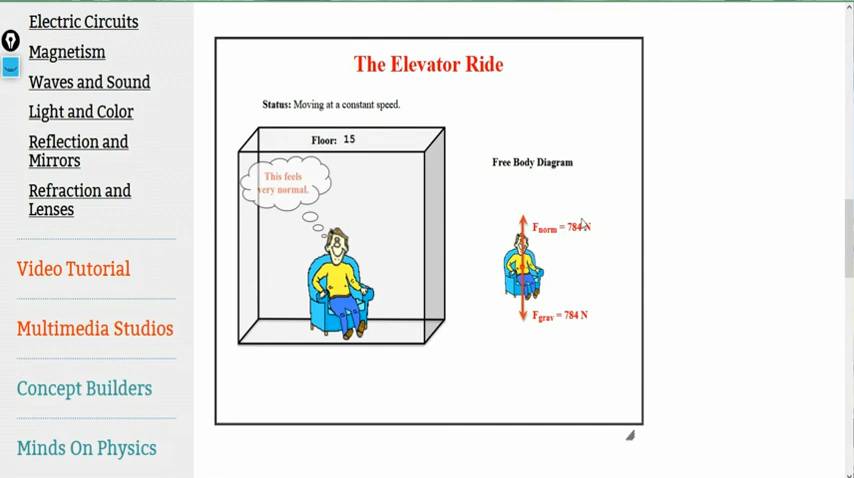 Electric Circuits
Magnetism
Waves and Sound
Light and Color
Reflection and
Mirrors
Refraction and
Lenses
Video Tutorial
Multimedia Studios
Concept Builders
Minds On Physics
The Elevator Ride
Status: Moving at a constant speed.
Floor: 15
This feels
very normal.
Free Body Diagram
Fnorm = 784 N
Fgrav = 784 N